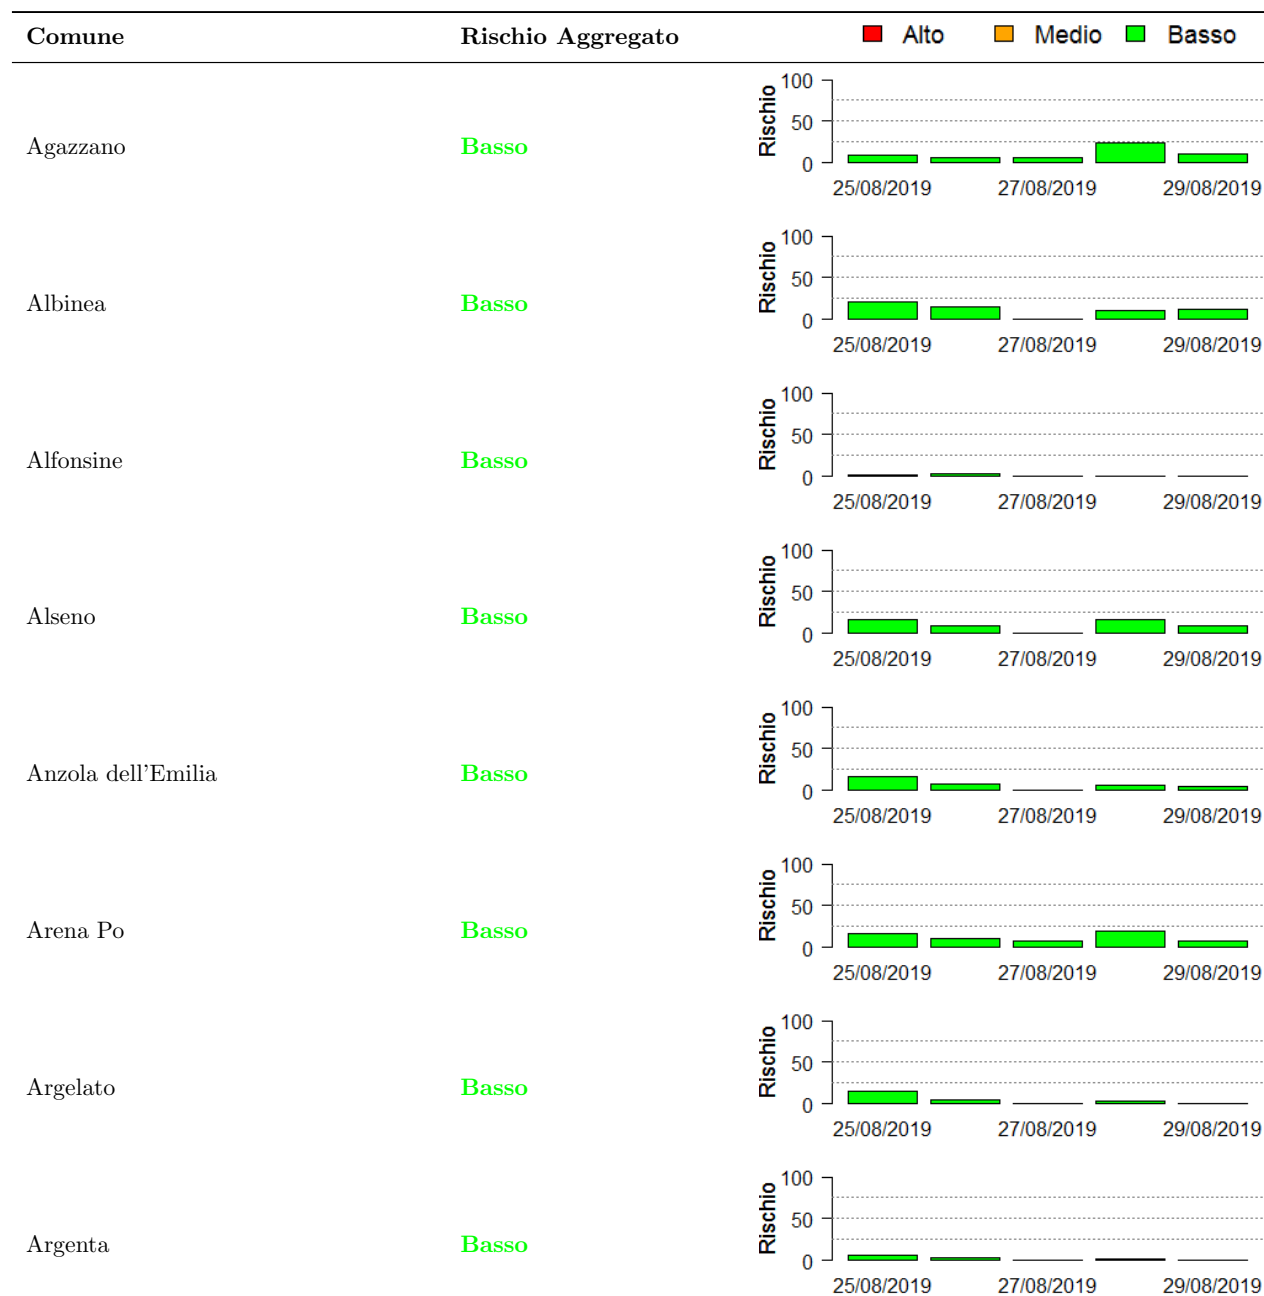 Comune Rischio Aggregato Alto Medio Basso
100
50
0
Rischio
Agazzano Basso
25/08/2019 27/08/2019 29/08/2019
100
50
0
Rischio
Albinea Basso
25/08/2019 27/08/2019 29/08/2019
100
50
0
Rischio
Alfonsine Basso
25/08/2019 27/08/2019 29/08/2019
100
50
0
Rischio
Alseno Basso
25/08/2019 27/08/2019 29/08/2019
100
50
0
Rischio
Anzola dell'Emilia Basso
25/08/2019 27/08/2019 29/08/2019
100
50
0
Rischio
Arena Po Basso
25/08/2019 27/08/2019 29/08/2019
100
50
0
Rischio
Argelato Basso
25/08/2019 27/08/2019 29/08/2019
100
50
0
Rischio
Argenta Basso
25/08/2019 27/08/2019 29/08/2019